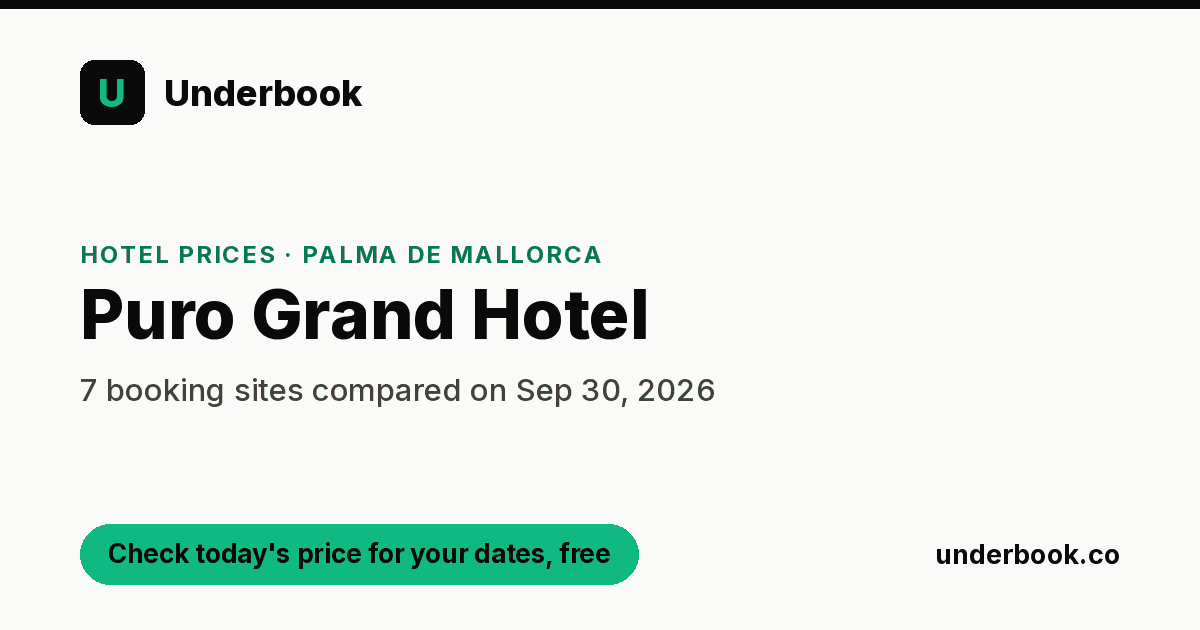 U Underbook
HOTEL PRICES · PALMA DE MALLORCA
Puro Grand Hotel
7 booking sites compared on Sep 30, 2026
Check today's price for your dates, free
underbook.co